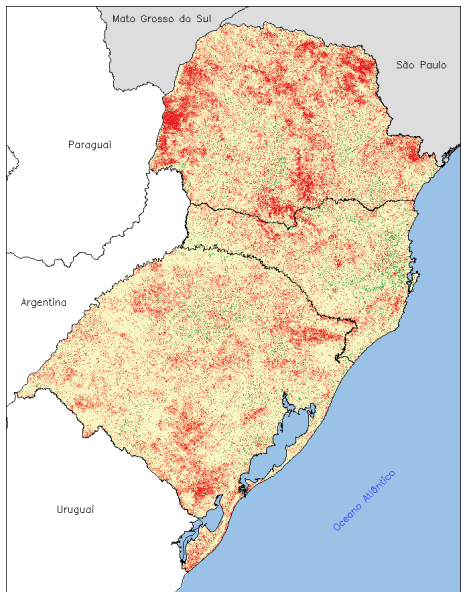 Mato Grosso do Sul
São Paulo
Paraguai
Argentina
Uruguai
Oceano Atlântico